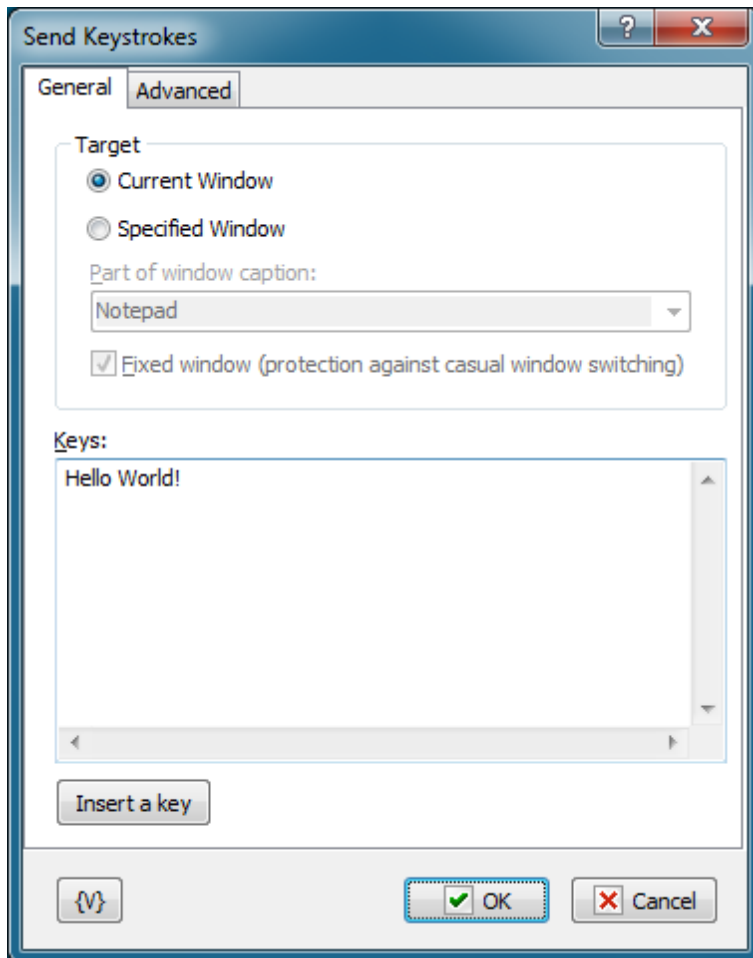 Send Keystrokes
?
General
Advanced
Target
Current Window
Specified Window
Part of window caption:
Notepad
Fixed window (protection against casual window switching)
Keys:
Hello World!
Insert a key
{V}
OK
Cancel